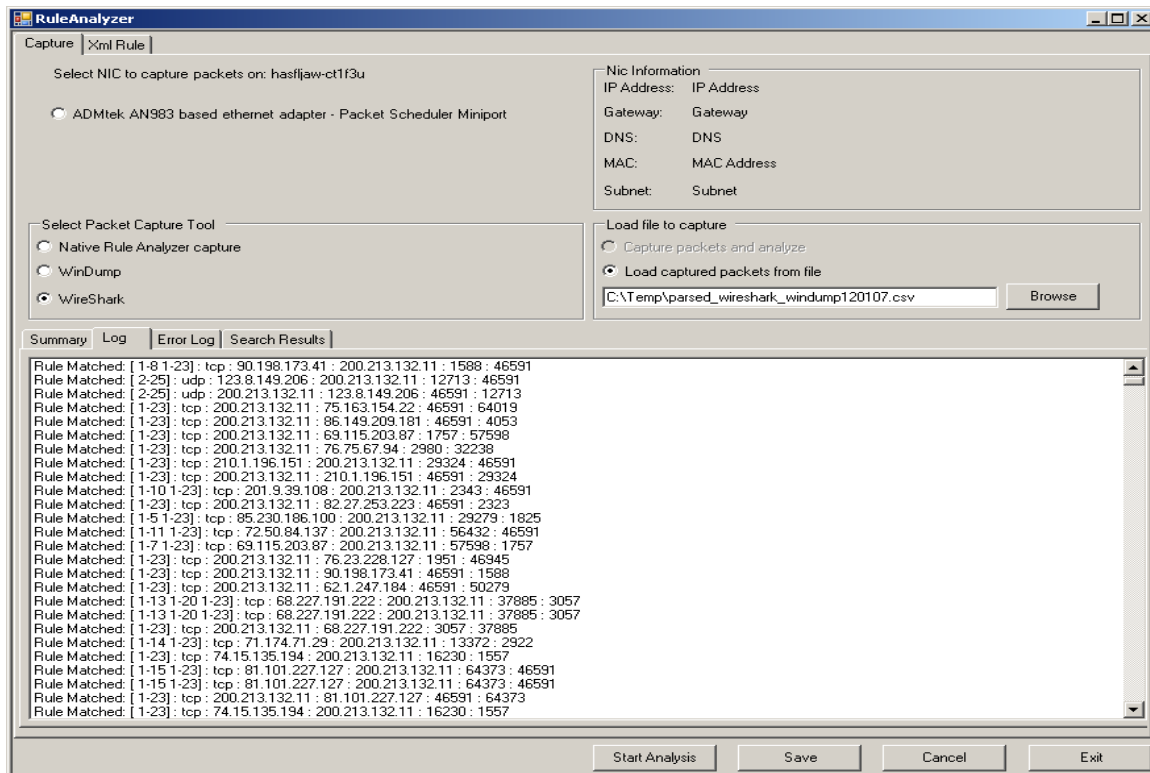 RuleAnalyzer
Capture Xml Rule
Select NIC to capture packets on: hasfljaw-ct1f3u
ADMtek AN983 based ethernet adapter - Packet Scheduler Miniport
Nic Information
IP Address: IP Address
Gateway: Gateway
DNS: DNS
MAC: MAC Address
Subnet: Subnet
Select Packet Capture Tool
Native Rule Analyzer capture
WinDump
WireShark
Load file to capture
Capture packets and analyze
Load captured packets from file
C:\Temp\parsed_wireshark_windump120107.csv Browse
Summary Log Error Log Search Results
Rule Matched: [ 1-8 1-23] : tcp : 90.198.173.41 : 200.213.132.11 : 1588 : 46591
Rule Matched: [ 2-25] : udp : 123.8.149.206 : 200.213.132.11 : 12713 : 46591
Rule Matched: [ 2-25] : udp : 200.213.132.11 : 123.8.149.206 : 46591 : 12713
Rule Matched: [ 1-23] : tcp : 200.213.132.11 : 75.163.154.22 : 46591 : 64019
Rule Matched: [ 1-23] : tcp : 200.213.132.11 : 86.149.209.181 : 46591 : 4053
Rule Matched: [ 1-23] : tcp : 200.213.132.11 : 69.115.203.87 : 1757 : 57598
Rule Matched: [ 1-23] : tcp : 200.213.132.11 : 76.75.67.94 : 2980 : 32238
Rule Matched: [ 1-23] : tcp : 210.1.196.151 : 200.213.132.11 : 29324 : 46591
Rule Matched: [ 1-23] : tcp : 200.213.132.11 : 210.1.196.151 : 46591 : 29324
Rule Matched: [ 1-10 1-23] : tcp : 201.9.39.108 : 200.213.132.11 : 2343 : 46591
Rule Matched: [ 1-23] : tcp : 200.213.132.11 : 82.27.253.223 : 46591 : 2323
Rule Matched: [ 1-5 1-23] : tcp : 85.230.186.100 : 200.213.132.11 : 29279 : 1825
Rule Matched: [ 1-11 1-23] : tcp : 72.50.84.137 : 200.213.132.11 : 56432 : 46591
Rule Matched: [ 1-7 1-23] : tcp : 69.115.203.87 : 200.213.132.11 : 57598 : 1757
Rule Matched: [ 1-23] : tcp : 200.213.132.11 : 76.23.228.127 : 1951 : 46945
Rule Matched: [ 1-23] : tcp : 200.213.132.11 : 90.198.173.41 : 46591 : 1588
Rule Matched: [ 1-23] : tcp : 200.213.132.11 : 62.1.247.184 : 46591 : 50279
Rule Matched: [ 1-13 1-20 1-23] : tcp : 68.227.191.222 : 200.213.132.11 : 37885 : 3057
Rule Matched: [ 1-13 1-20 1-23] : tcp : 68.227.191.222 : 200.213.132.11 : 37885 : 3057
Rule Matched: [ 1-23] : tcp : 200.213.132.11 : 68.227.191.222 : 3057 : 37885
Rule Matched: [ 1-14 1-23] : tcp : 71.174.71.29 : 200.213.132.11 : 13372 : 2922
Rule Matched: [ 1-23] : tcp : 74.15.135.194 : 200.213.132.11 : 16230 : 1557
Rule Matched: [ 1-15 1-23] : tcp : 81.101.227.127 : 200.213.132.11 : 64373 : 46591
Rule Matched: [ 1-15 1-23] : tcp : 81.101.227.127 : 200.213.132.11 : 64373 : 46591
Rule Matched: [ 1-23] : tcp : 200.213.132.11 : 81.101.227.127 : 46591 : 64373
Rule Matched: [ 1-23] : tcp : 74.15.135.194 : 200.213.132.11 : 16230 : 1557
Start Analysis Save Cancel Exit